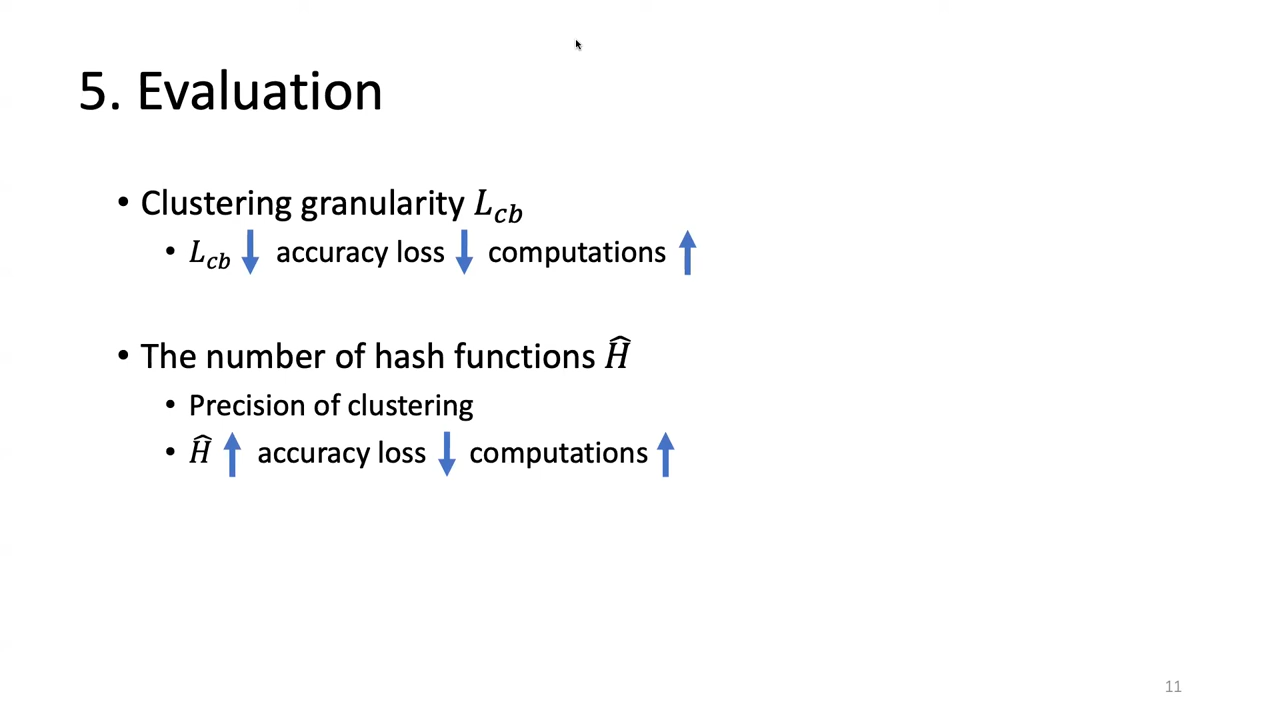 5. Evaluation
• Clustering granularity L_cb
• L_cb ↓ accuracy loss ↓ computations ↑
• The number of hash functions Ĥ
• Precision of clustering
• Ĥ ↑ accuracy loss ↓ computations ↑
11